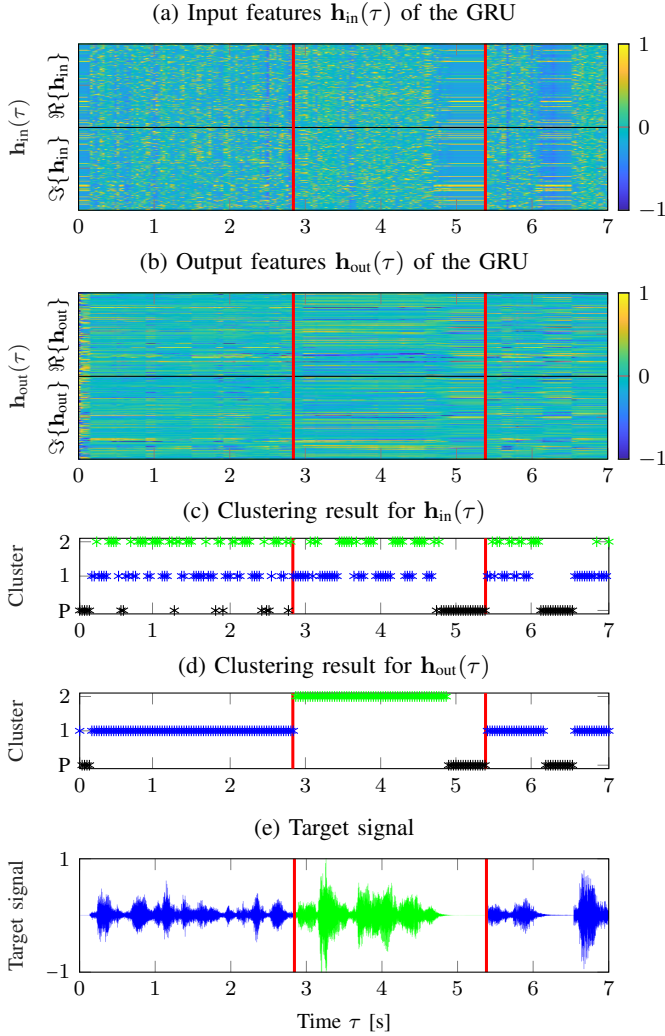 (a) Input features h_in(τ) of the GRU
h_in(τ)
ℜ{h_in}
ℑ{h_in}
1
0
−1
0 1 2 3 4 5 6 7
(b) Output features h_out(τ) of the GRU
h_out(τ)
ℜ{h_out}
ℑ{h_out}
1
0
−1
0 1 2 3 4 5 6 7
(c) Clustering result for h_in(τ)
Cluster
2
1
P
0 1 2 3 4 5 6 7
(d) Clustering result for h_out(τ)
Cluster
2
1
P
0 1 2 3 4 5 6 7
(e) Target signal
Target signal
1
−1
0 1 2 3 4 5 6 7
Time τ [s]